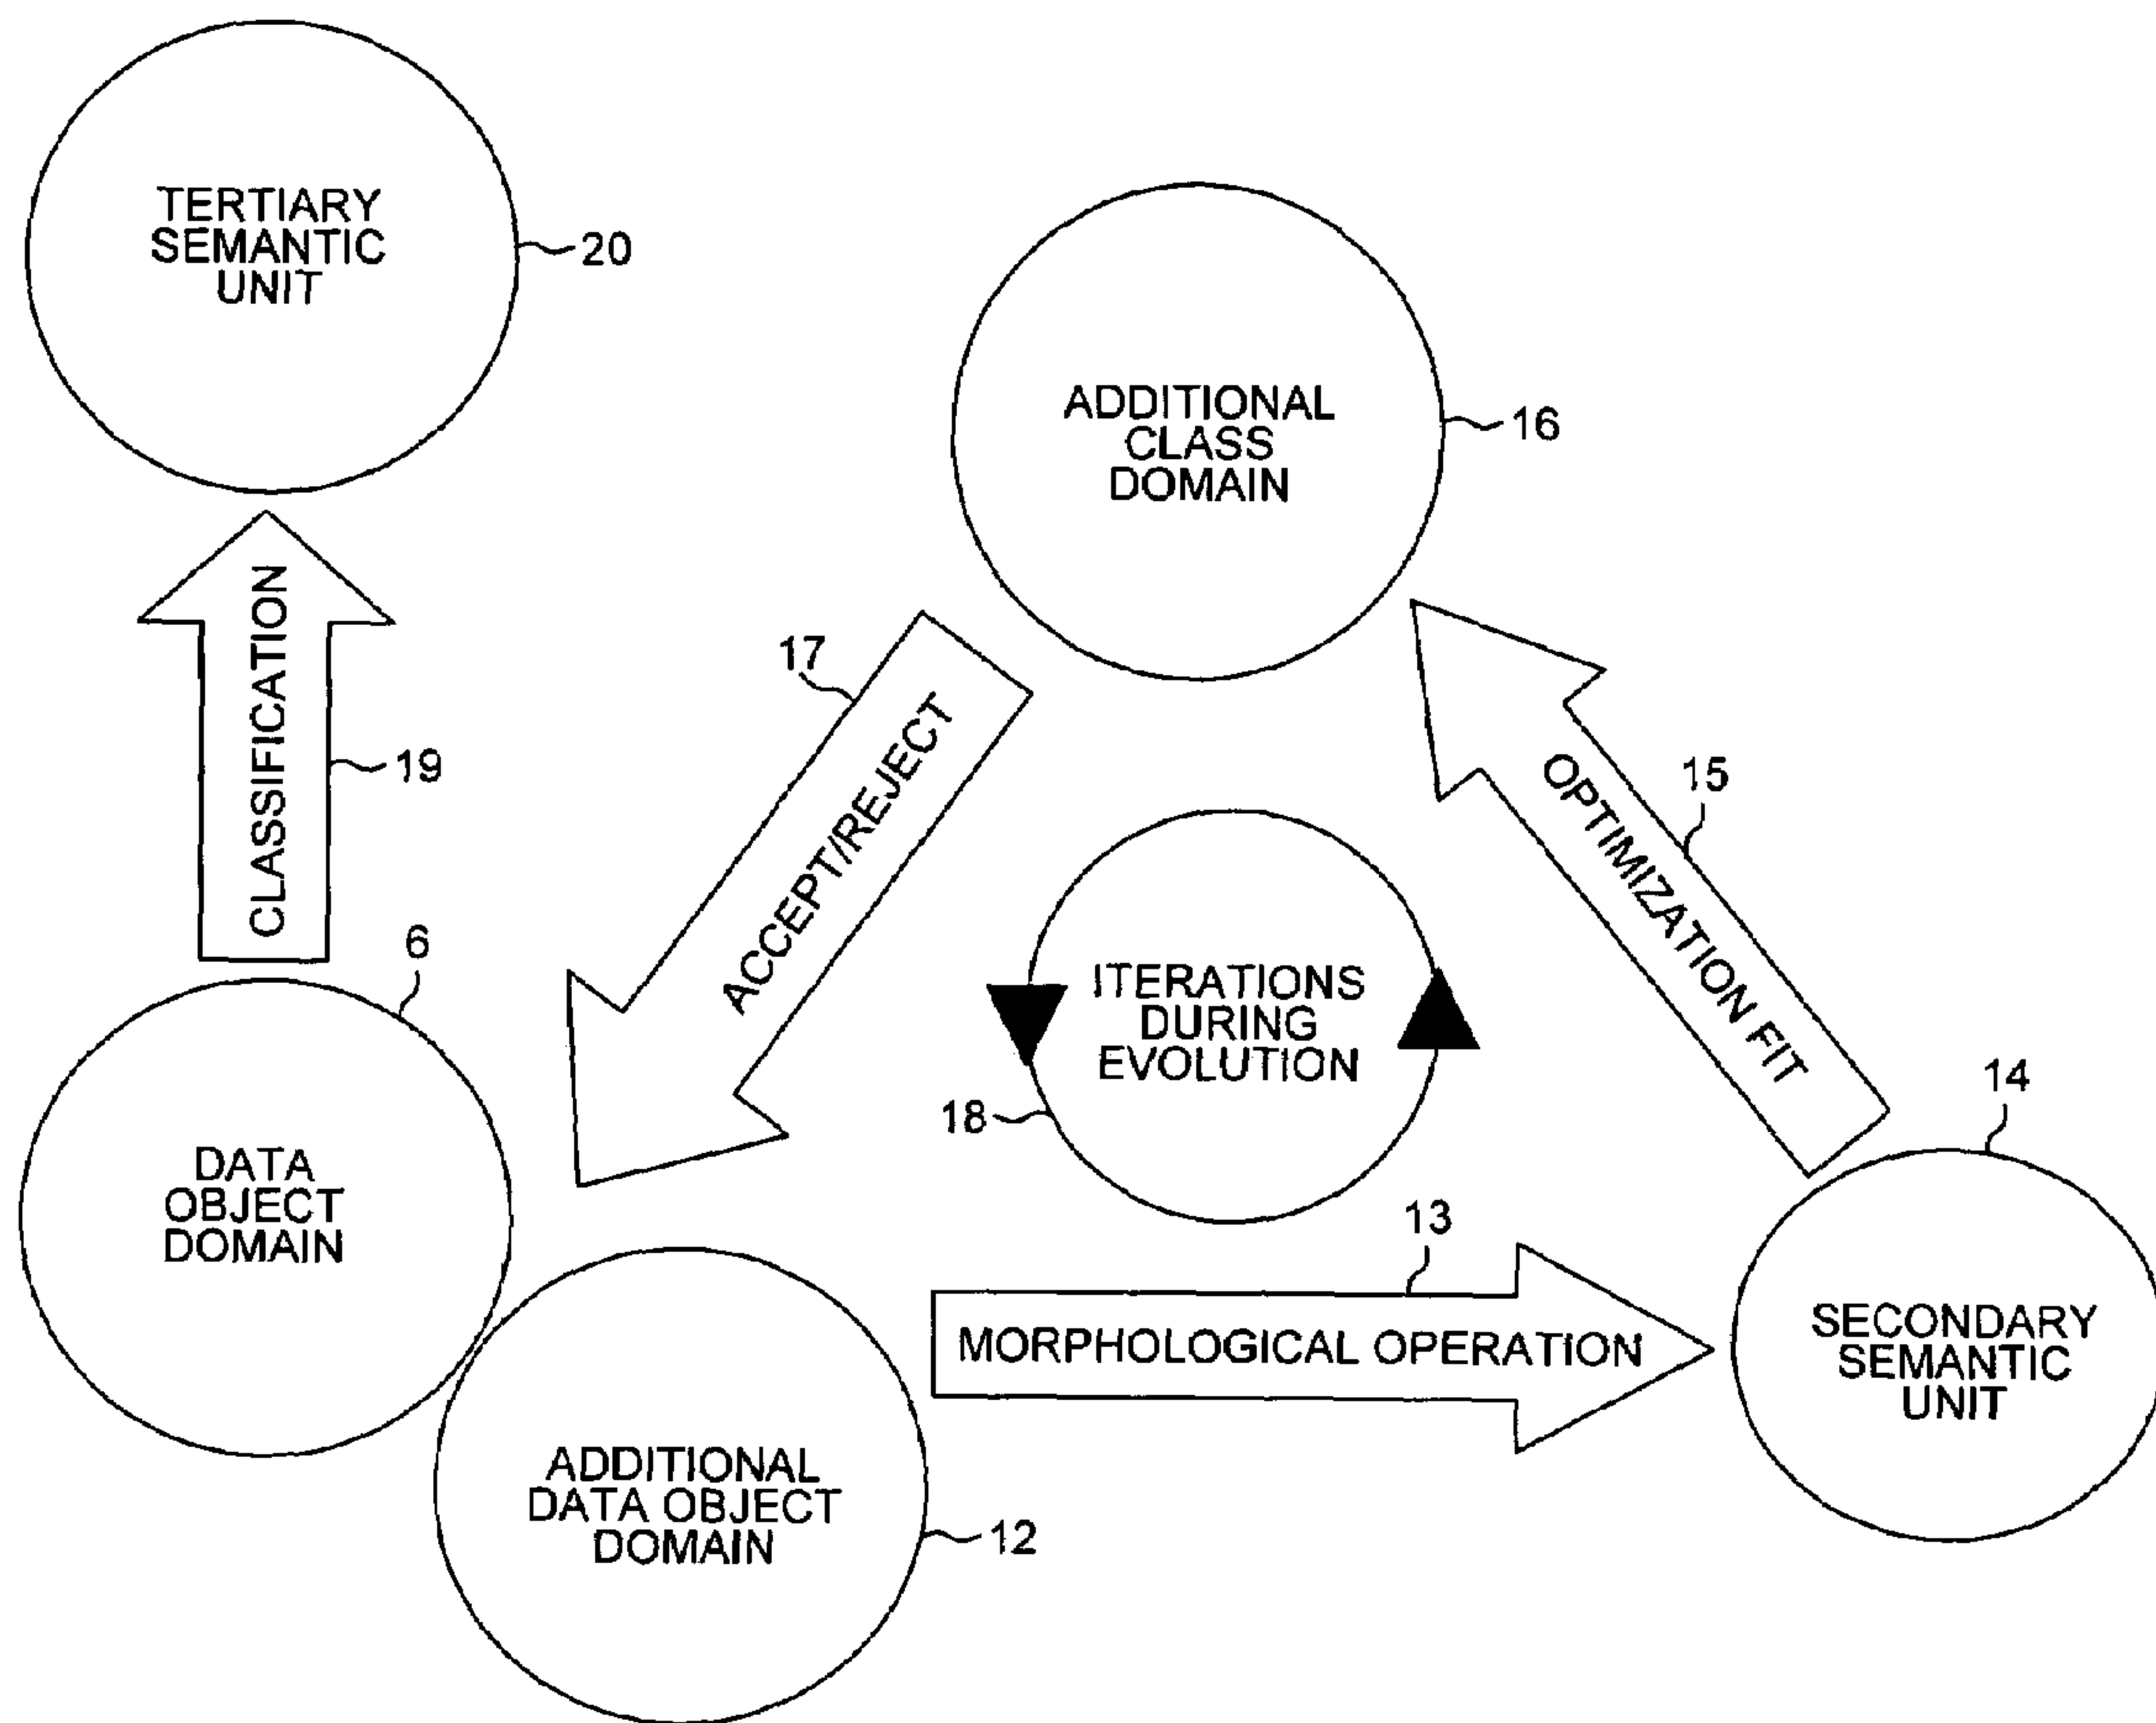 TERTIARY
SEMANTIC
UNIT
20
ADDITIONAL
CLASS
DOMAIN
16
CLASSIFICATION
19
17
ACCEPT/REJECT
OPTIMIZATION FIT
15
6
ITERATIONS
DURING
EVOLUTION
18
14
DATA
OBJECT
DOMAIN
13
MORPHOLOGICAL OPERATION
SECONDARY
SEMANTIC
UNIT
ADDITIONAL
DATA OBJECT
DOMAIN
12